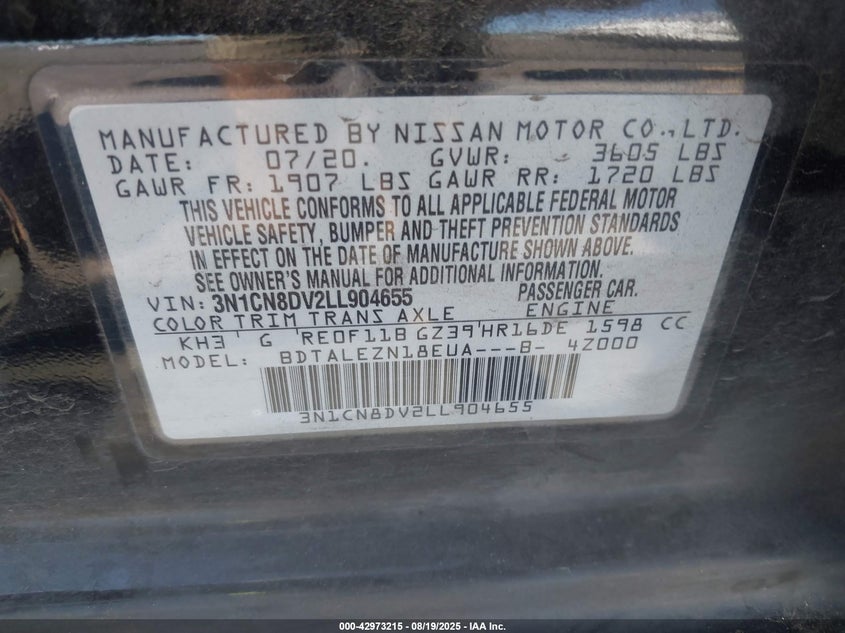 MANUFACTURED BY NISSAN MOTOR CO., LTD.
DATE: 07/20. GVWR: 3605 LBS
GAWR FR: 1907 LBS GAWR RR: 1720 LBS
THIS VEHICLE CONFORMS TO ALL APPLICABLE FEDERAL MOTOR
VEHICLE SAFETY, BUMPER AND THEFT PREVENTION STANDARDS
IN EFFECT ON THE DATE OF MANUFACTURE SHOWN ABOVE.
SEE OWNER'S MANUAL FOR ADDITIONAL INFORMATION.
VIN: 3N1CN8DV2LL904655 PASSENGER CAR.
COLOR TRIM TRANS AXLE ENGINE
KH3 G RE0F11B GZ39 HR16DE 1598 CC
MODEL: BDTALEZN18EUA---B- 4Z000
3N1CN8DV2LL904655
000-42973215 - 08/19/2025 - IAA Inc.